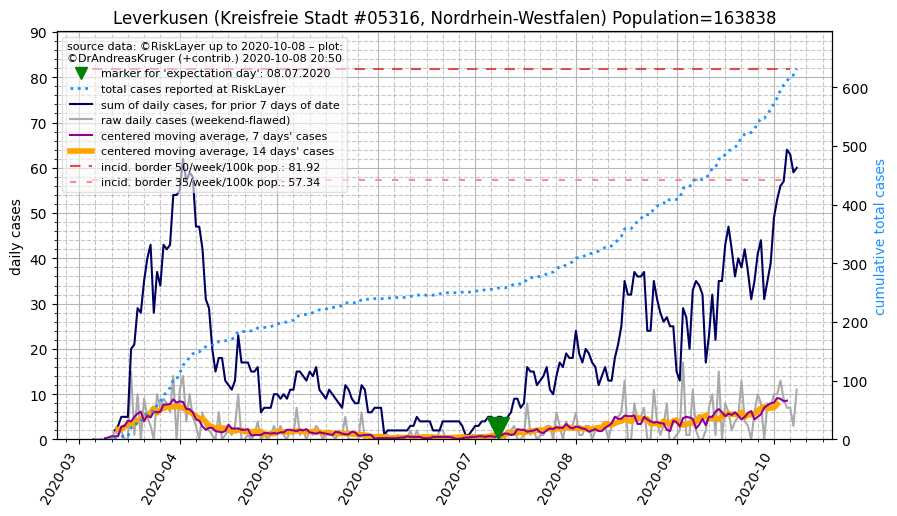 Leverkusen (Kreisfreie Stadt #05316, Nordrhein-Westfalen) Population=163838
source data: ©RiskLayer up to 2020-10-08 – plot:
©DrAndreasKruger (+contrib.) 2020-10-08 20:50
marker for 'expectation day': 08.07.2020
total cases reported at RiskLayer
sum of daily cases, for prior 7 days of date
raw daily cases (weekend-flawed)
centered moving average, 7 days' cases
centered moving average, 14 days' cases
incid. border 50/week/100k pop.: 81.92
incid. border 35/week/100k pop.: 57.34
daily cases
90
80
70
60
50
40
30
20
10
0
cumulative total cases
600
500
400
300
200
100
0
2020-03
2020-04
2020-05
2020-06
2020-07
2020-08
2020-09
2020-10